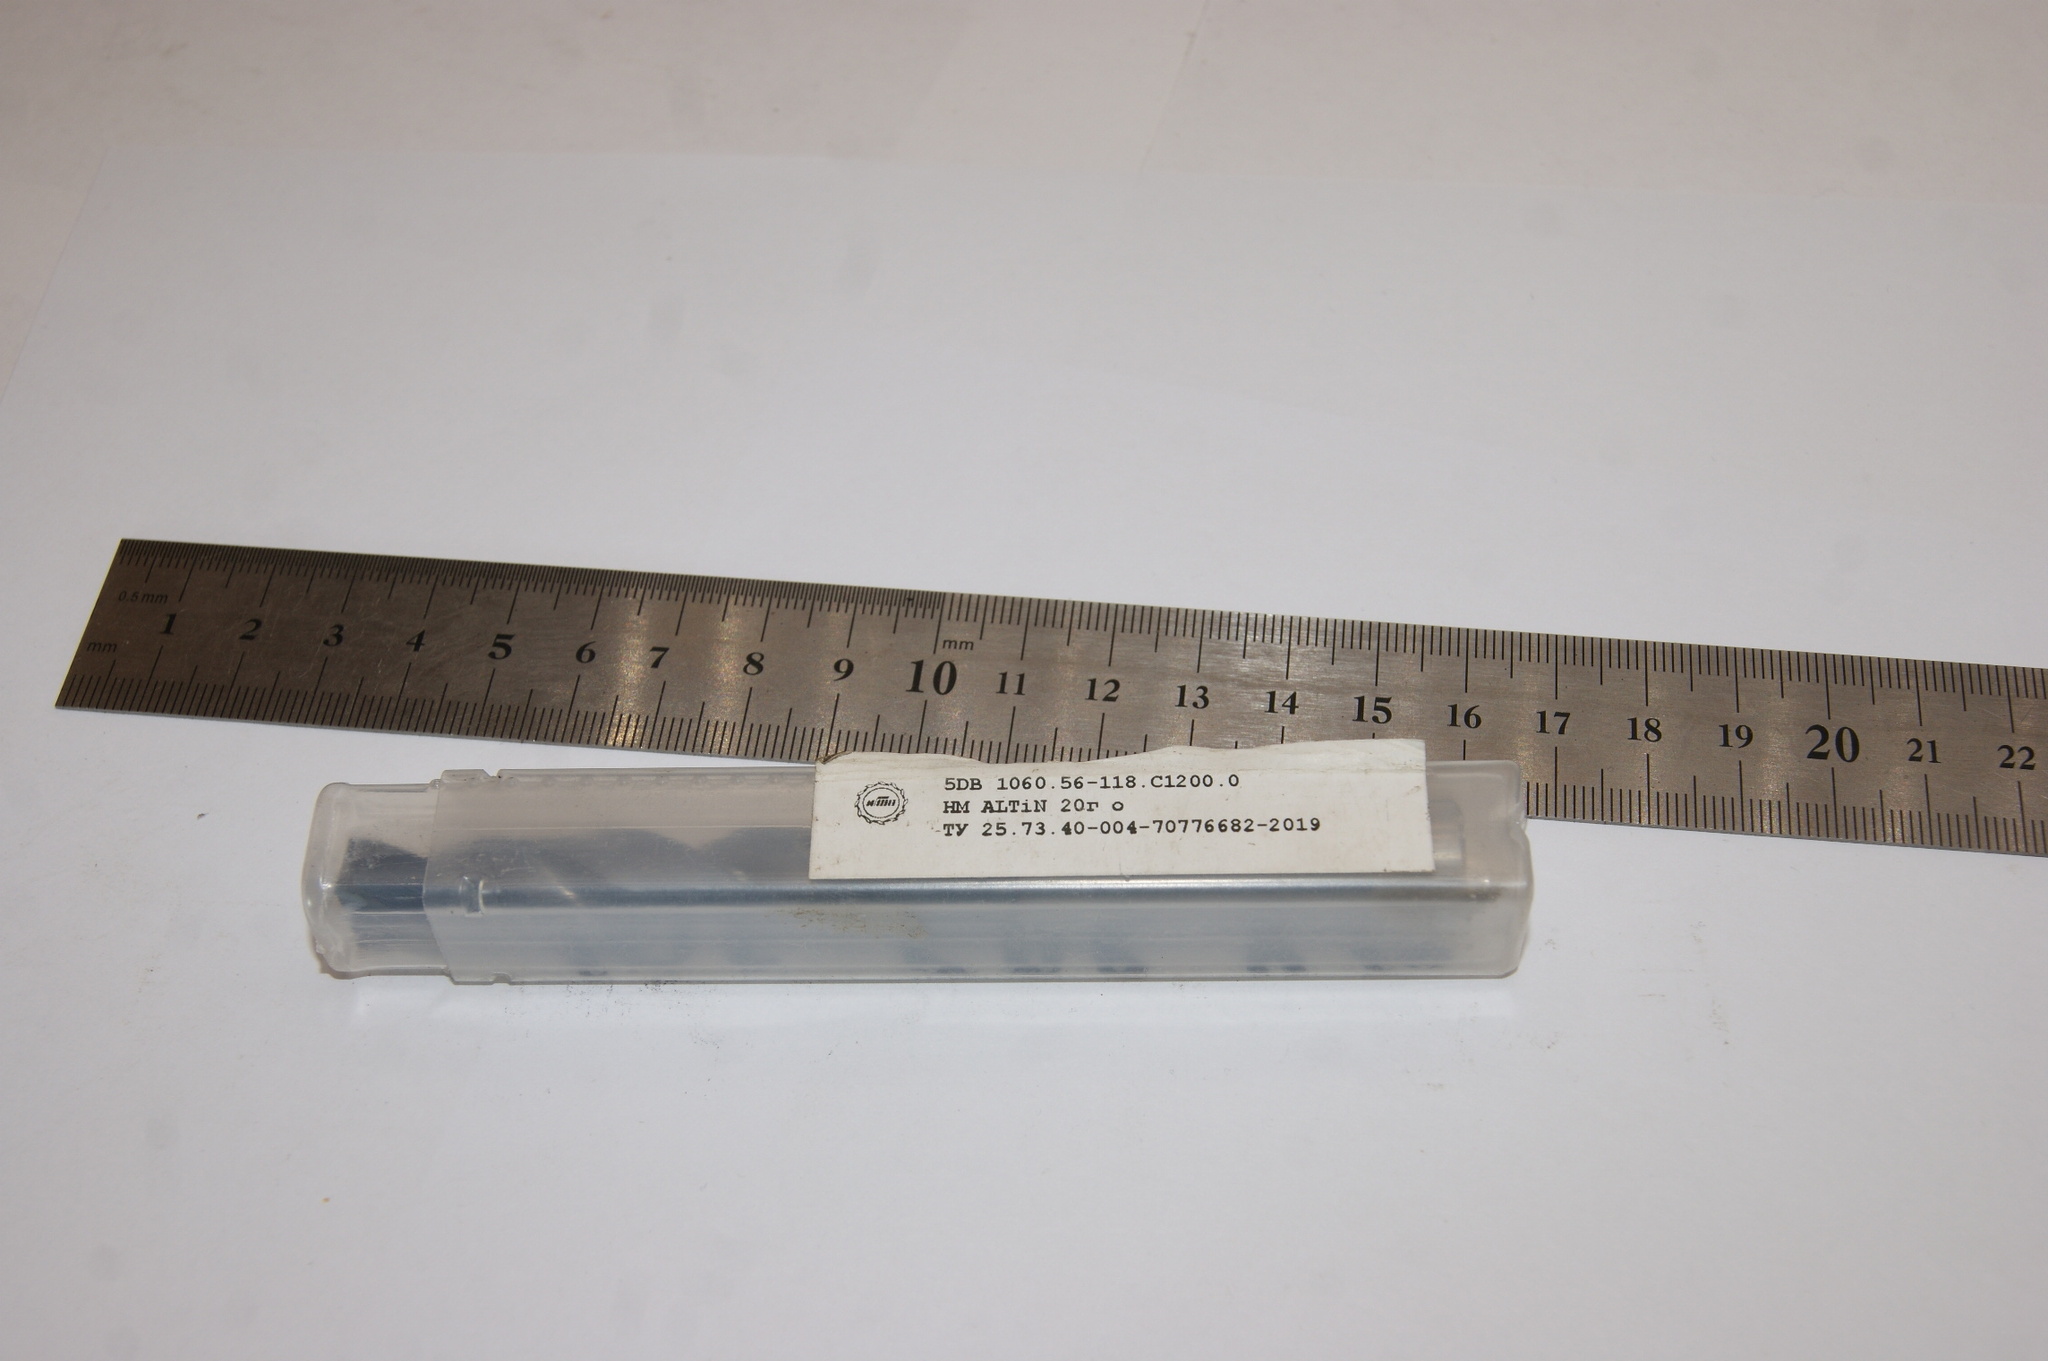 0.5mm
1 2 3 4 5 6 7 8 9 10 11 12 13 14 15 16 17 18 19 20 21 22
mm
mm
5DB 1060.56-118.C1200.0
HM ALTiN 20г о
ТУ 25.73.40-004-70776682-2019